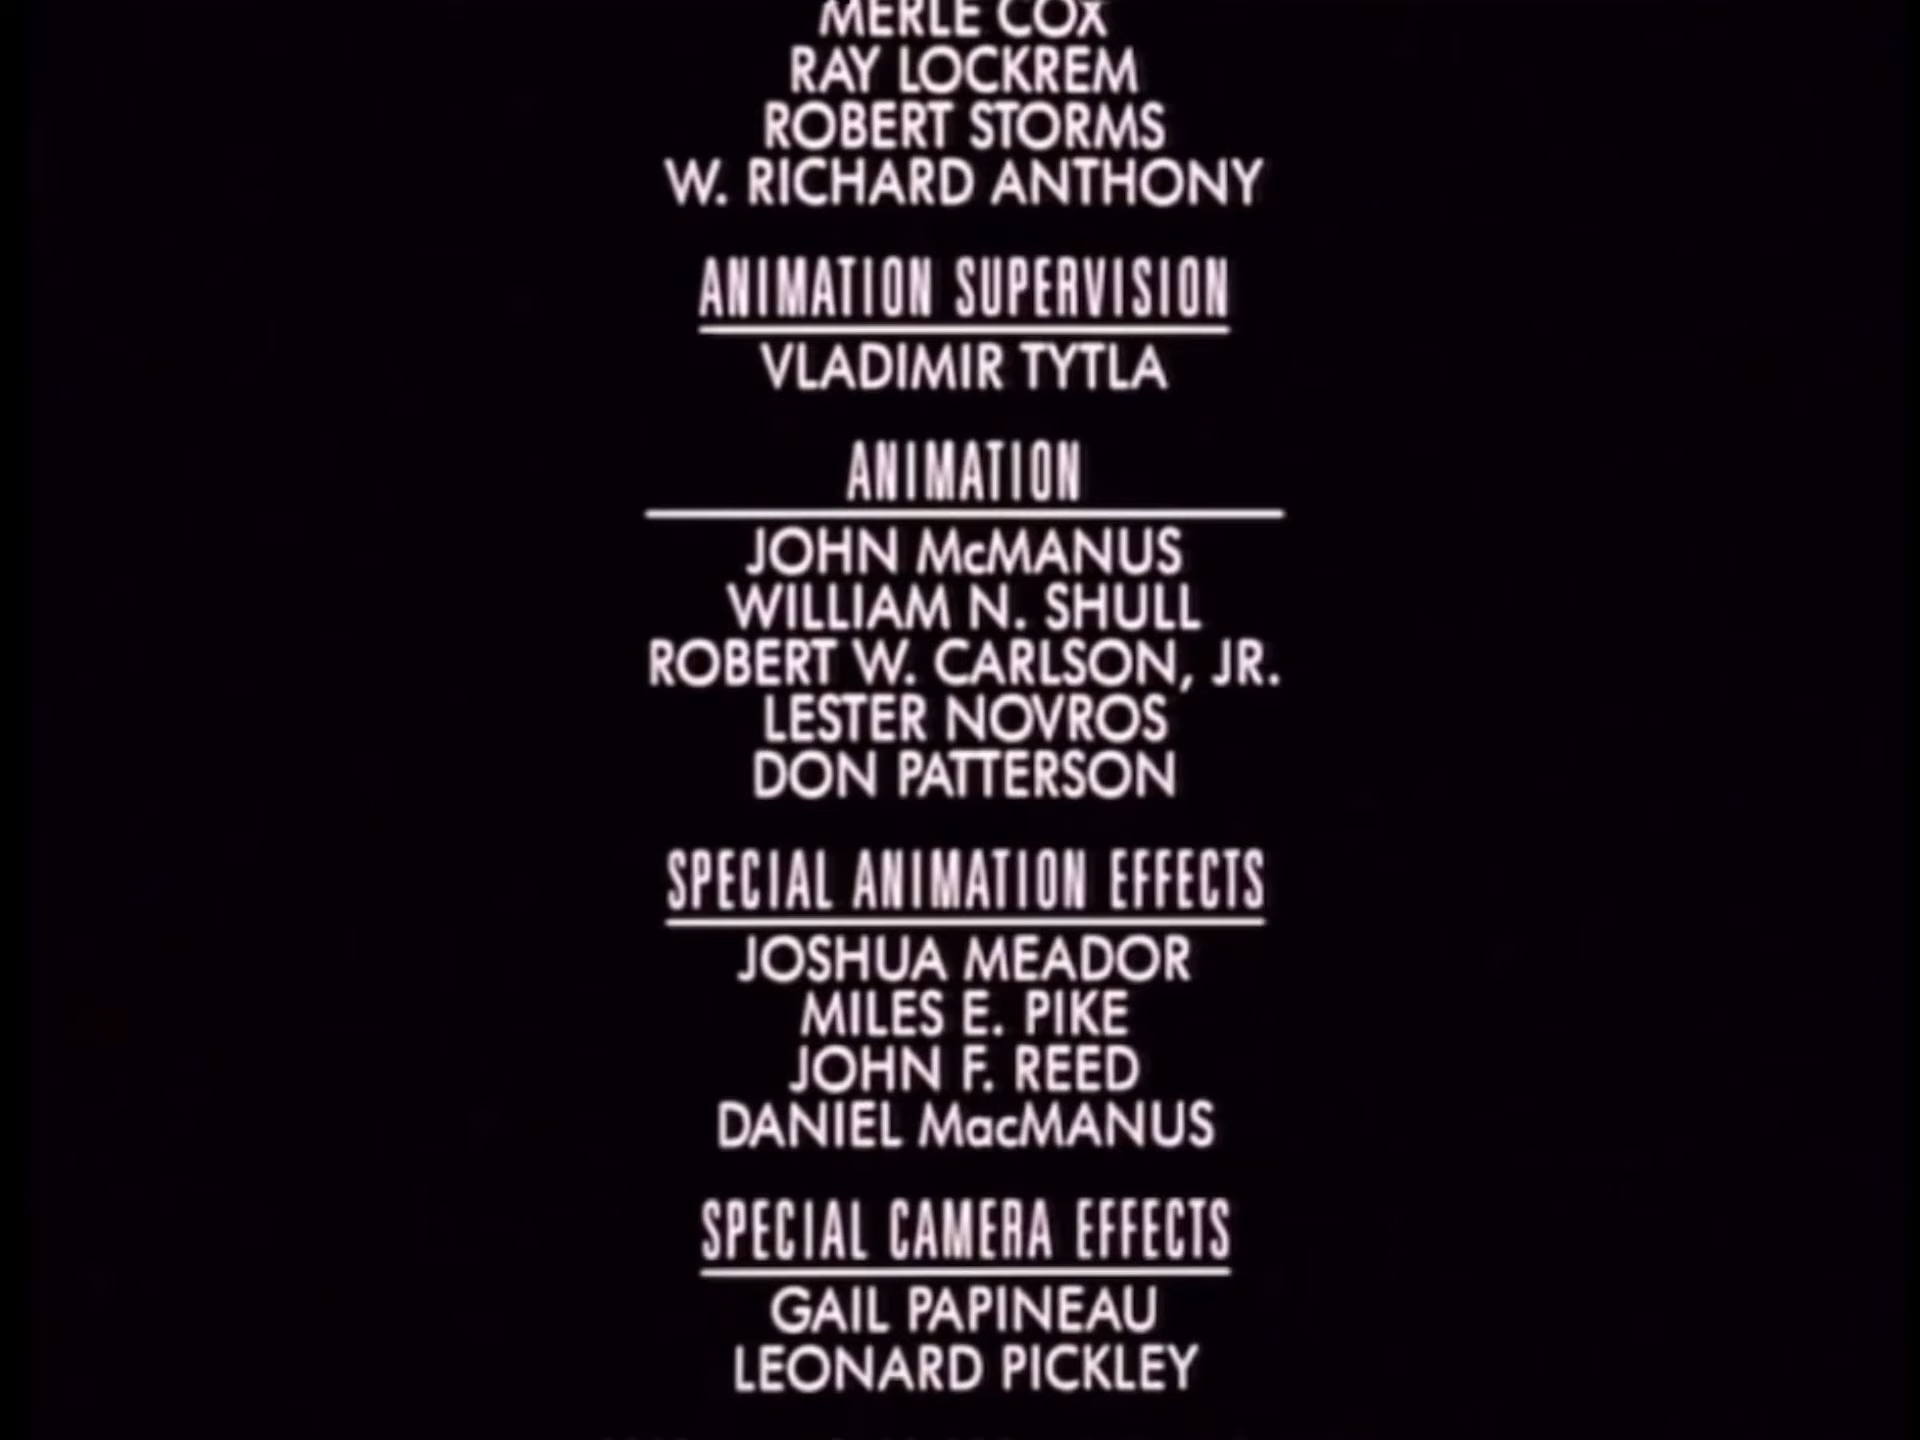 MERLE COX
RAY LOCKREM
ROBERT STORMS
W. RICHARD ANTHONY
ANIMATION SUPERVISION
VLADIMIR TYTLA
ANIMATION
JOHN McMANUS
WILLIAM N. SHULL
ROBERT W. CARLSON, JR.
LESTER NOVROS
DON PATTERSON
SPECIAL ANIMATION EFFECTS
JOSHUA MEADOR
MILES E. PIKE
JOHN F. REED
DANIEL MacMANUS
SPECIAL CAMERA EFFECTS
GAIL PAPINEAU
LEONARD PICKLEY